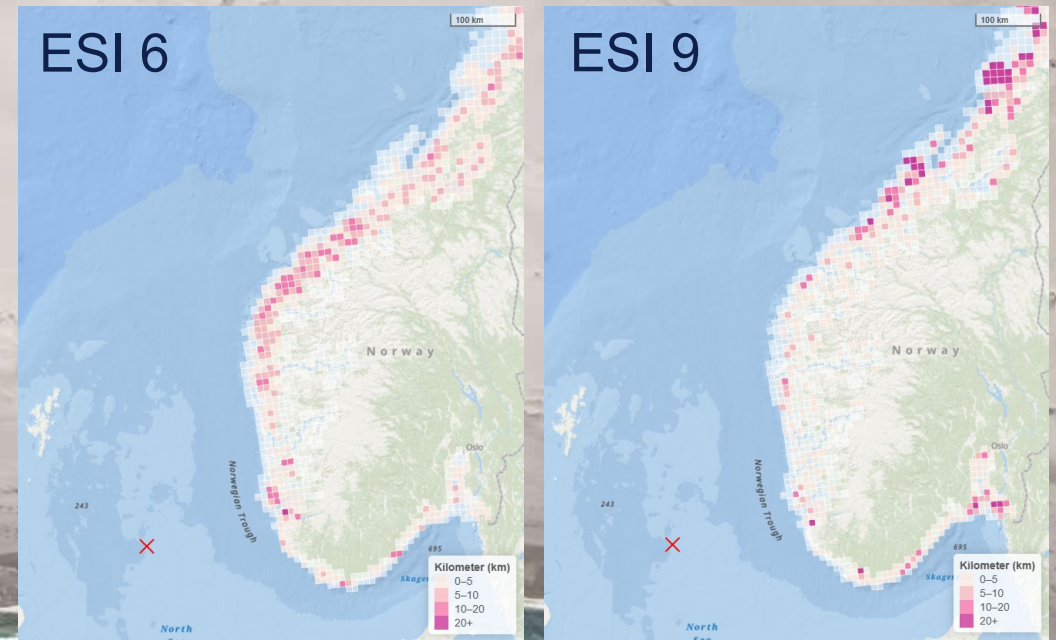 ESI 6
100 km
Norway
Oslo
Norwegian Trough
243
695
Skager
North
Kilometer (km)
0–5
5–10
10–20
20+
ESI 9
100 km
Norway
Oslo
Norwegian Trough
243
695
Skager
North
Kilometer (km)
0–5
5–10
10–20
20+